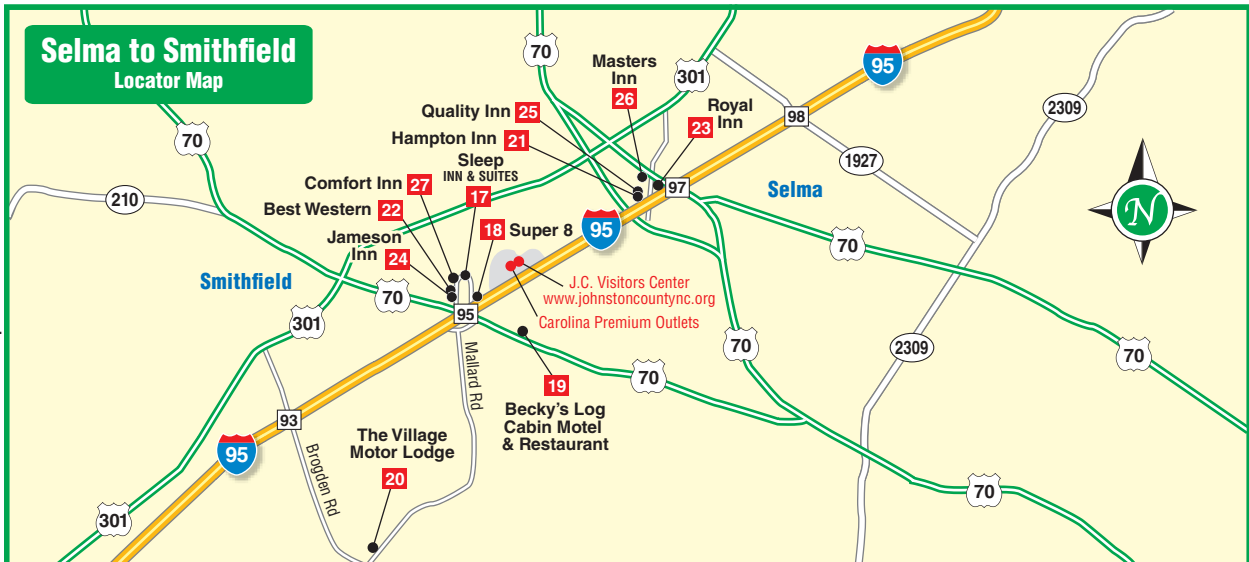 Selma to Smithfield
Locator Map
70
70
301
95
Masters
Inn
26
Royal
Inn
23
Quality Inn 25
Hampton Inn 21
Sleep
INN & SUITES
17
Comfort Inn 27
Best Western 22
Jameson
Inn
24
18 Super 8
210
Smithfield
Selma
97
98
1927
2309
N
95
70
J.C. Visitors Center
www.johnstoncountync.org
Carolina Premium Outlets
70
95
301
Mallard Rd
19
Becky's Log
Cabin Motel
& Restaurant
70
70
2309
70
93
95
Brogden Rd
The Village
Motor Lodge
20
301
70